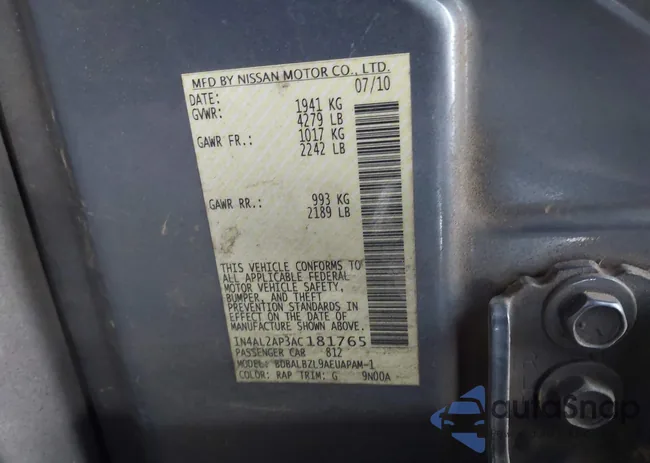 MFD BY NISSAN MOTOR CO., LTD.
DATE: 07/10
GVWR: 1941 KG
4279 LB
GAWR FR.: 1017 KG
2242 LB
GAWR RR.: 993 KG
2189 LB
THIS VEHICLE CONFORMS TO
ALL APPLICABLE FEDERAL
MOTOR VEHICLE SAFETY,
BUMPER, AND THEFT
PREVENTION STANDARDS IN
EFFECT ON THE DATE OF
MANUFACTURE SHOWN ABOVE.
1N4AL2AP3AC181765
PASSENGER CAR 812
MODEL: BDBALBZL9AEUAPAM-1
COLOR: RAP TRIM: G 9N00A
autoSnap